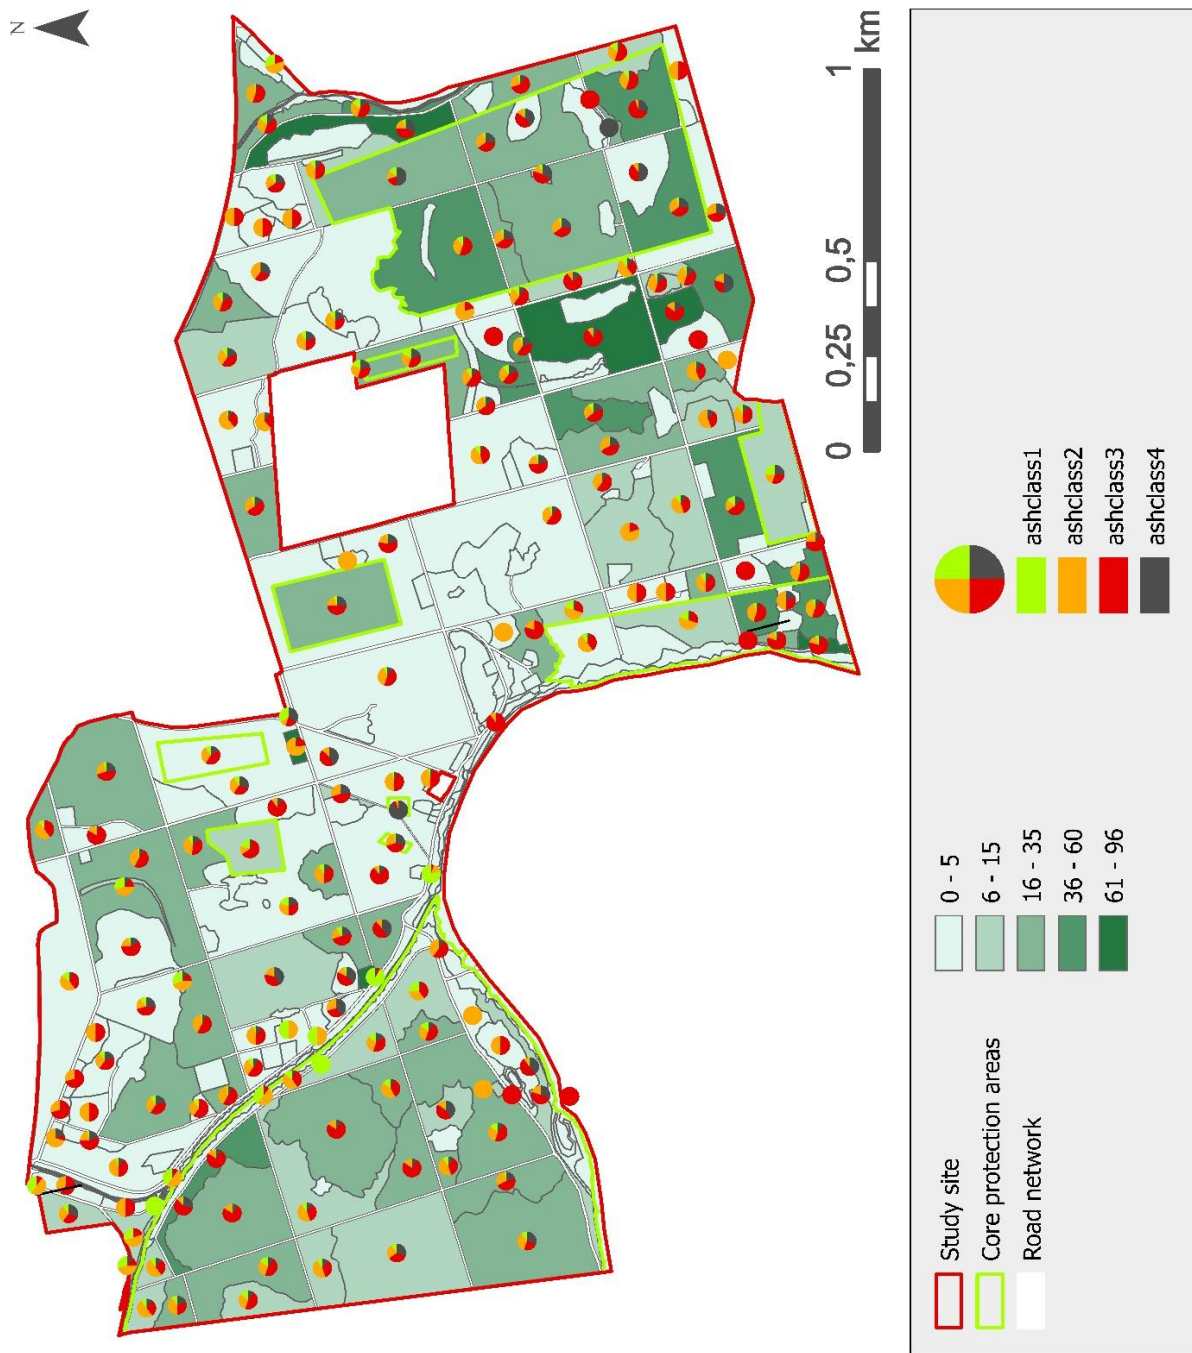 N
0 0,25 0,5 1
km
Study site
Core protection areas
Road network
0 - 5
6 - 15
16 - 35
36 - 60
61 - 96
ashclass1
ashclass2
ashclass3
ashclass4